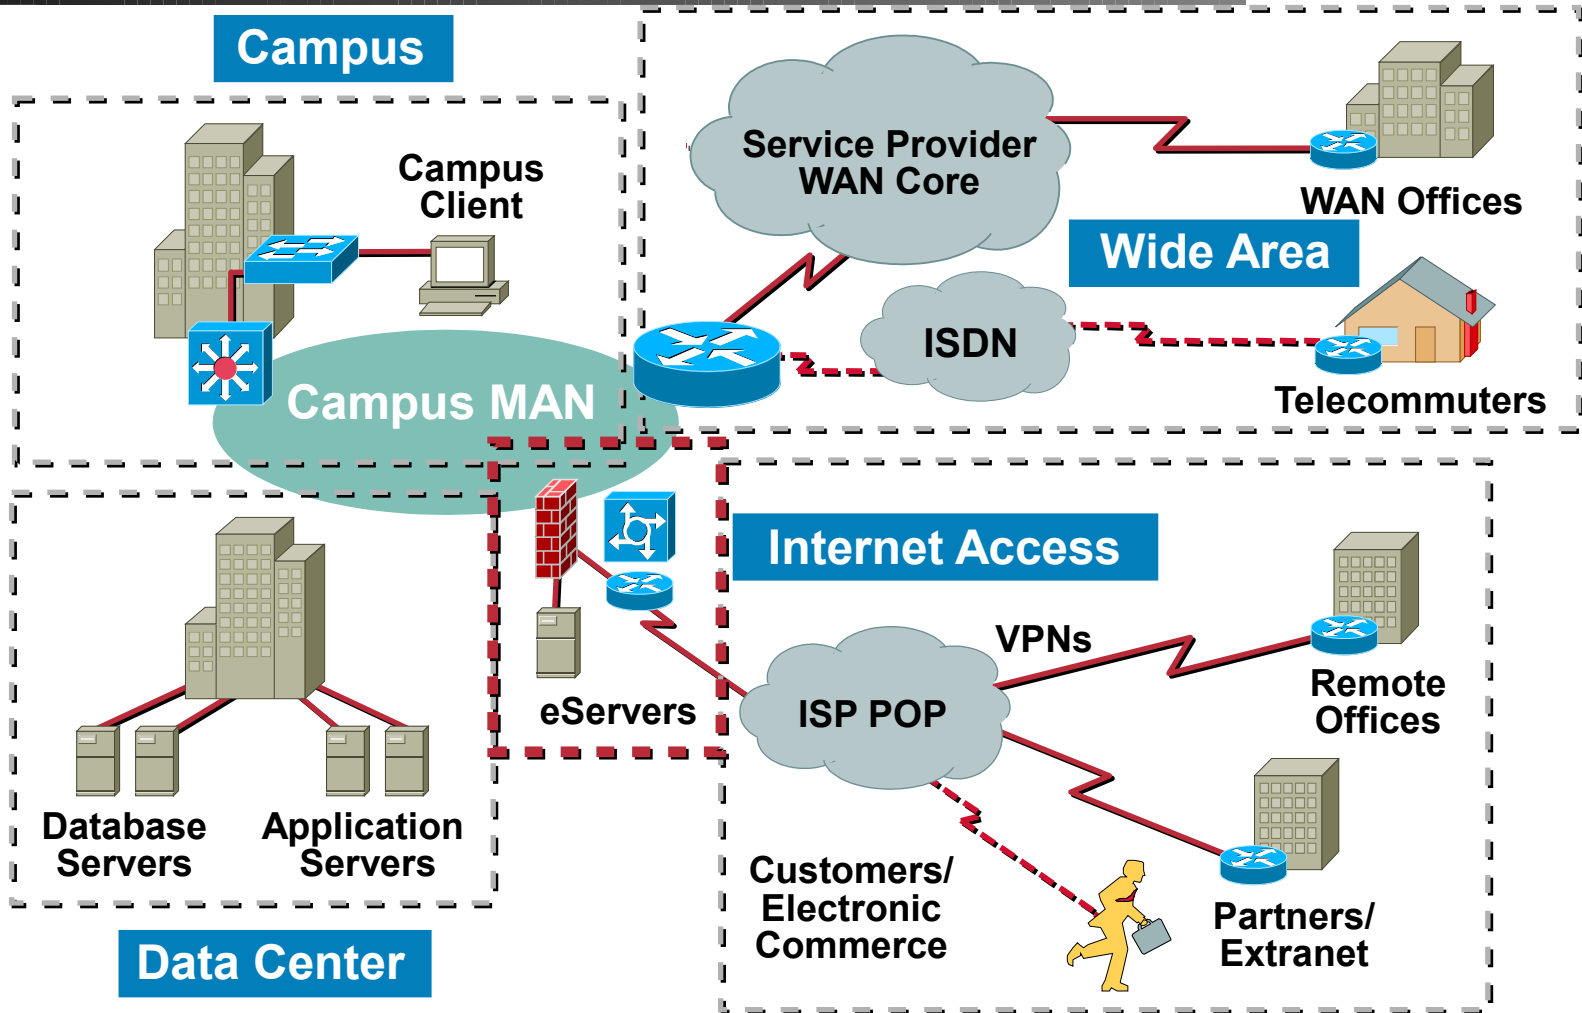 Campus
Service Provider
WAN Core
Campus
Client
WAN Offices
Wide Area
ISDN
Campus MAN
Telecommuters
Internet Access
VPNs
Remote
Offices
eServers
ISP POP
Database
Servers
Application
Servers
Customers/
Electronic
Commerce
Partners/
Extranet
Data Center